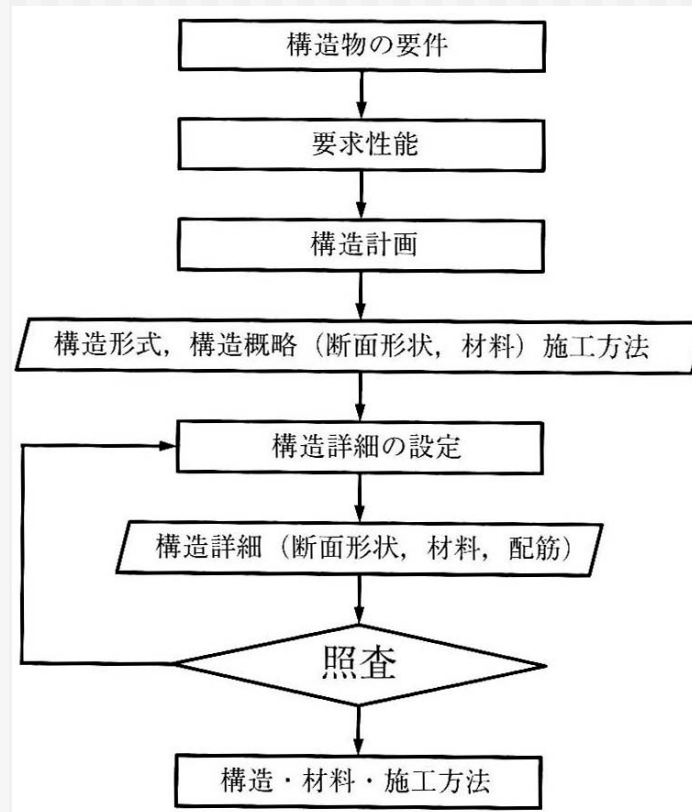 構造物の要件
要求性能
構造計画
構造形式，構造概略（断面形状，材料）施工方法
構造詳細の設定
構造詳細（断面形状，材料，配筋）
照査
構造・材料・施工方法